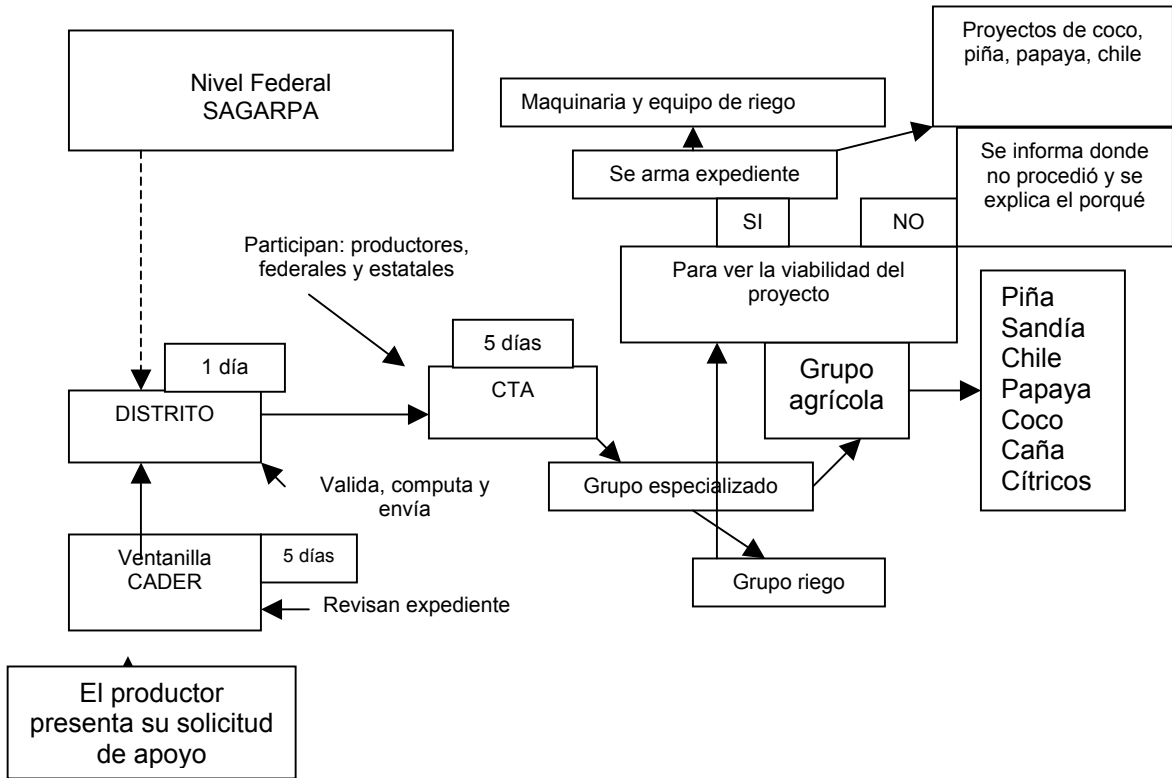 Nivel Federal
SAGARPA
Proyectos de coco,
piña, papaya, chile
Maquinaria y equipo de riego
Se arma expediente
Se informa donde
no procedió y se
explica el porqué
SI
NO
Participan: productores,
federales y estatales
Para ver la viabilidad del
proyecto
1 día
5 días
DISTRITO
CTA
Grupo
agrícola
Piña
Sandía
Chile
Papaya
Coco
Caña
Cítricos
Valida, computa y
envía
Grupo especializado
Ventanilla
CADER
5 días
Revisan expediente
Grupo riego
El productor
presenta su solicitud
de apoyo